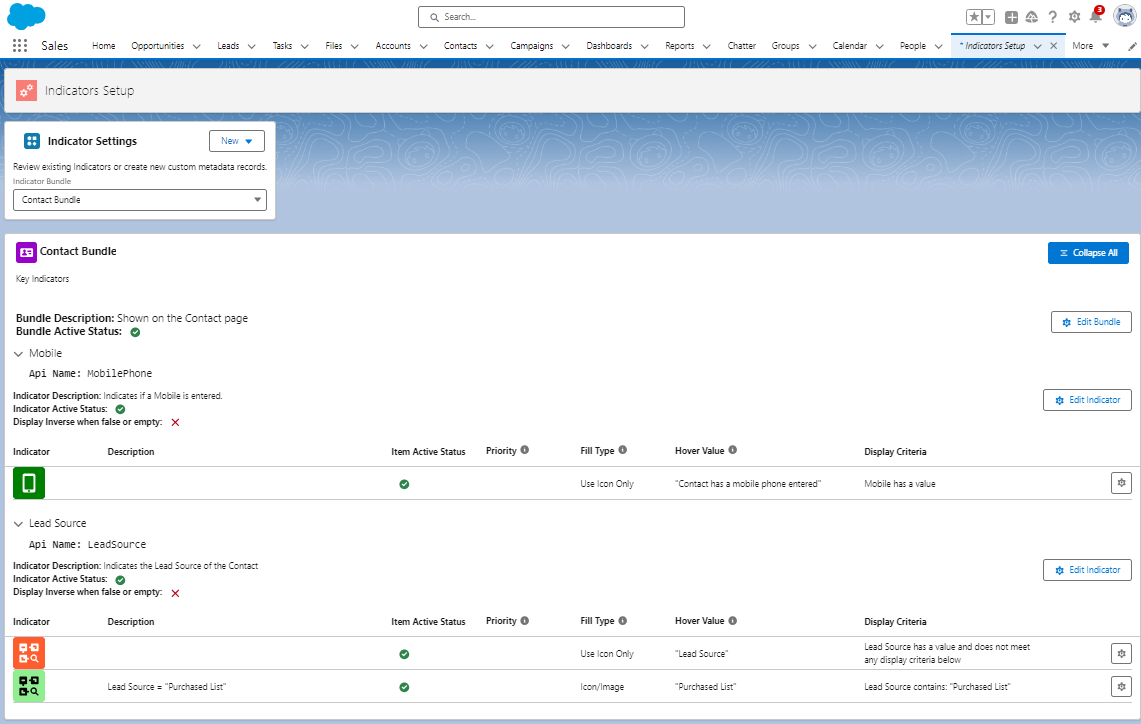 Search...
3
Sales
Home Opportunities Leads Tasks Files Accounts Contacts Campaigns Dashboards Reports Chatter Groups Calendar People * Indicators Setup More
Indicators Setup
Indicator Settings
New
Review existing Indicators or create new custom metadata records.
Indicator Bundle
Contact Bundle
Contact Bundle
Collapse All
Key Indicators
Bundle Description: Shown on the Contact page
Bundle Active Status:
Edit Bundle
Mobile
Api Name: MobilePhone
Indicator Description: Indicates if a Mobile is entered.
Indicator Active Status:
Edit Indicator
Display Inverse when false or empty:
Indicator Description Item Active Status Priority Fill Type Hover Value Display Criteria
Use Icon Only "Contact has a mobile phone entered" Mobile has a value
Lead Source
Api Name: LeadSource
Indicator Description: Indicates the Lead Source of the Contact
Indicator Active Status:
Edit Indicator
Display Inverse when false or empty:
Indicator Description Item Active Status Priority Fill Type Hover Value Display Criteria
Use Icon Only "Lead Source" Lead Source has a value and does not meet
any display criteria below
Lead Source = "Purchased List" Icon/Image "Purchased List" Lead Source contains: "Purchased List"